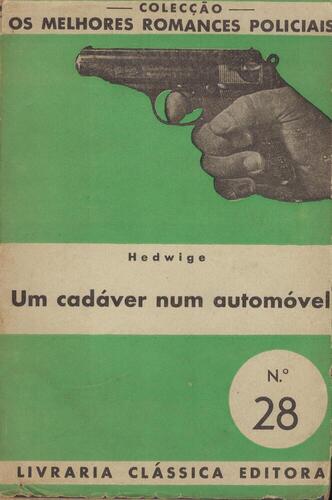 — COLECÇÃO —
OS MELHORES ROMANCES POLICIAIS
Hedwige
Um cadáver num automóvel
N.º
28
LIVRARIA CLÁSSICA EDITORA